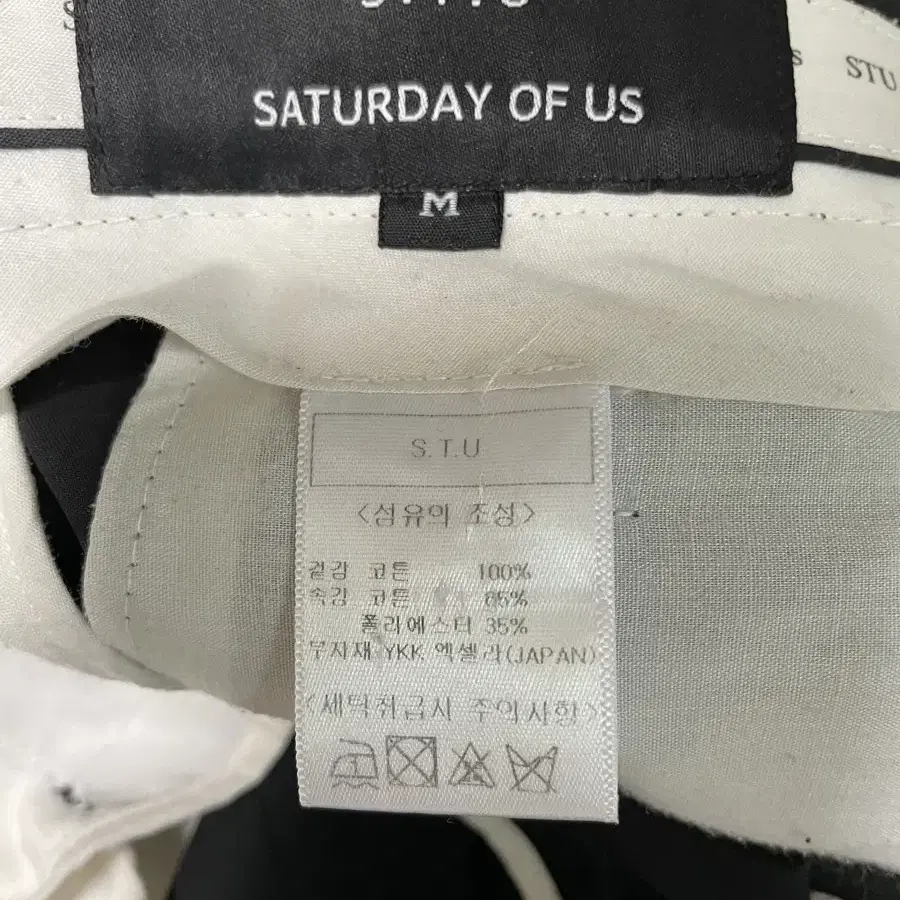 SATURDAY OF US
STU
M
S.T.U
<섬유의 조성>
겉감 코튼 100%
속감 코튼 65%
폴리에스터 35%
부자재 YKK 엑셀라(JAPAN)
<세탁취급시 주의사항>